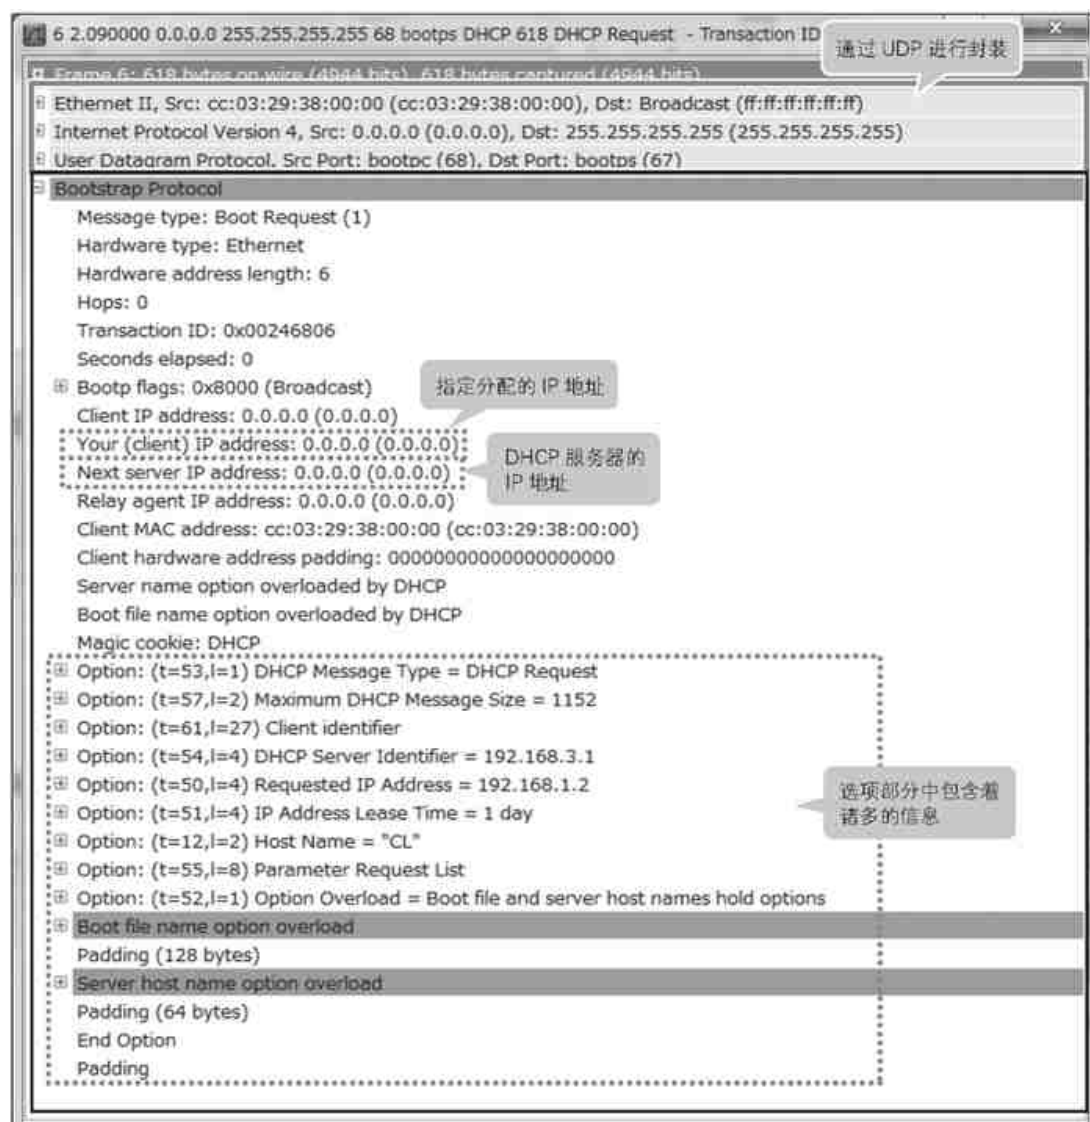 6 2.090000 0.0.0.0 255.255.255.255 68 bootps DHCP 618 DHCP Request - Transaction ID
通过 UDP 进行封装
Frame 6: 618 bytes on wire (4944 bits), 618 bytes captured (4944 bits)
Ethernet II, Src: cc:03:29:38:00:00 (cc:03:29:38:00:00), Dst: Broadcast (ff:ff:ff:ff:ff:ff)
Internet Protocol Version 4, Src: 0.0.0.0 (0.0.0.0), Dst: 255.255.255.255 (255.255.255.255)
User Datagram Protocol, Src Port: bootpc (68), Dst Port: bootps (67)
Bootstrap Protocol
Message type: Boot Request (1)
Hardware type: Ethernet
Hardware address length: 6
Hops: 0
Transaction ID: 0x00246806
Seconds elapsed: 0
Bootp flags: 0x8000 (Broadcast)
指定分配的 IP 地址
Client IP address: 0.0.0.0 (0.0.0.0)
Your (client) IP address: 0.0.0.0 (0.0.0.0)
Next server IP address: 0.0.0.0 (0.0.0.0)
DHCP 服务器的
IP 地址
Relay agent IP address: 0.0.0.0 (0.0.0.0)
Client MAC address: cc:03:29:38:00:00 (cc:03:29:38:00:00)
Client hardware address padding: 00000000000000000000
Server name option overloaded by DHCP
Boot file name option overloaded by DHCP
Magic cookie: DHCP
Option: (t=53,l=1) DHCP Message Type = DHCP Request
Option: (t=57,l=2) Maximum DHCP Message Size = 1152
Option: (t=61,l=27) Client identifier
Option: (t=54,l=4) DHCP Server Identifier = 192.168.3.1
Option: (t=50,l=4) Requested IP Address = 192.168.1.2
Option: (t=51,l=4) IP Address Lease Time = 1 day
Option: (t=12,l=2) Host Name = "CL"
Option: (t=55,l=8) Parameter Request List
Option: (t=52,l=1) Option Overload = Boot file and server host names hold options
选项部分中包含着
诸多的信息
Boot file name option overload
Padding (128 bytes)
Server host name option overload
Padding (64 bytes)
End Option
Padding